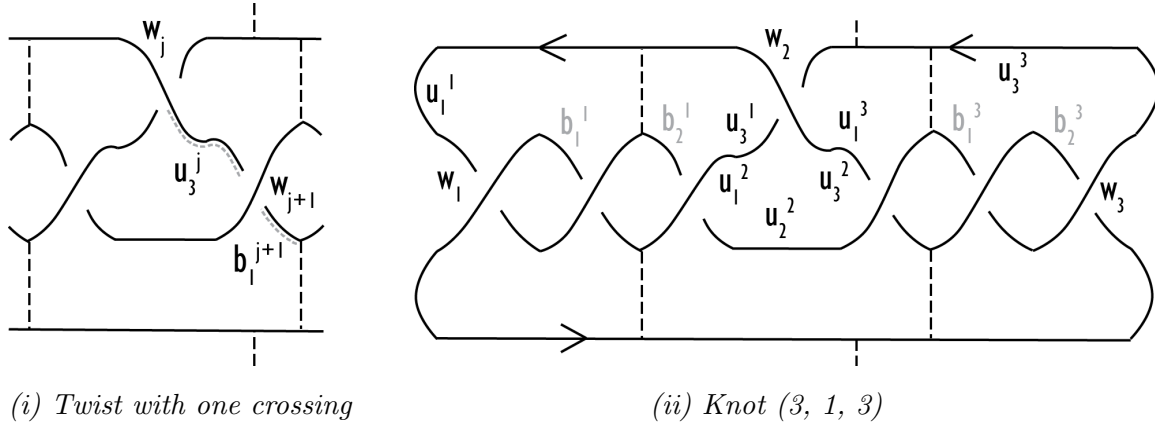 w_j
u_3^j
w_{j+1}
b_1^{j+1}
(i) Twist with one crossing
w_2
u_1^1
u_3^3
b_1^1
b_2^1
u_3^1
u_1^3
b_1^3
b_2^3
w_1
u_1^2
u_3^2
w_3
u_2^2
(ii) Knot (3, 1, 3)